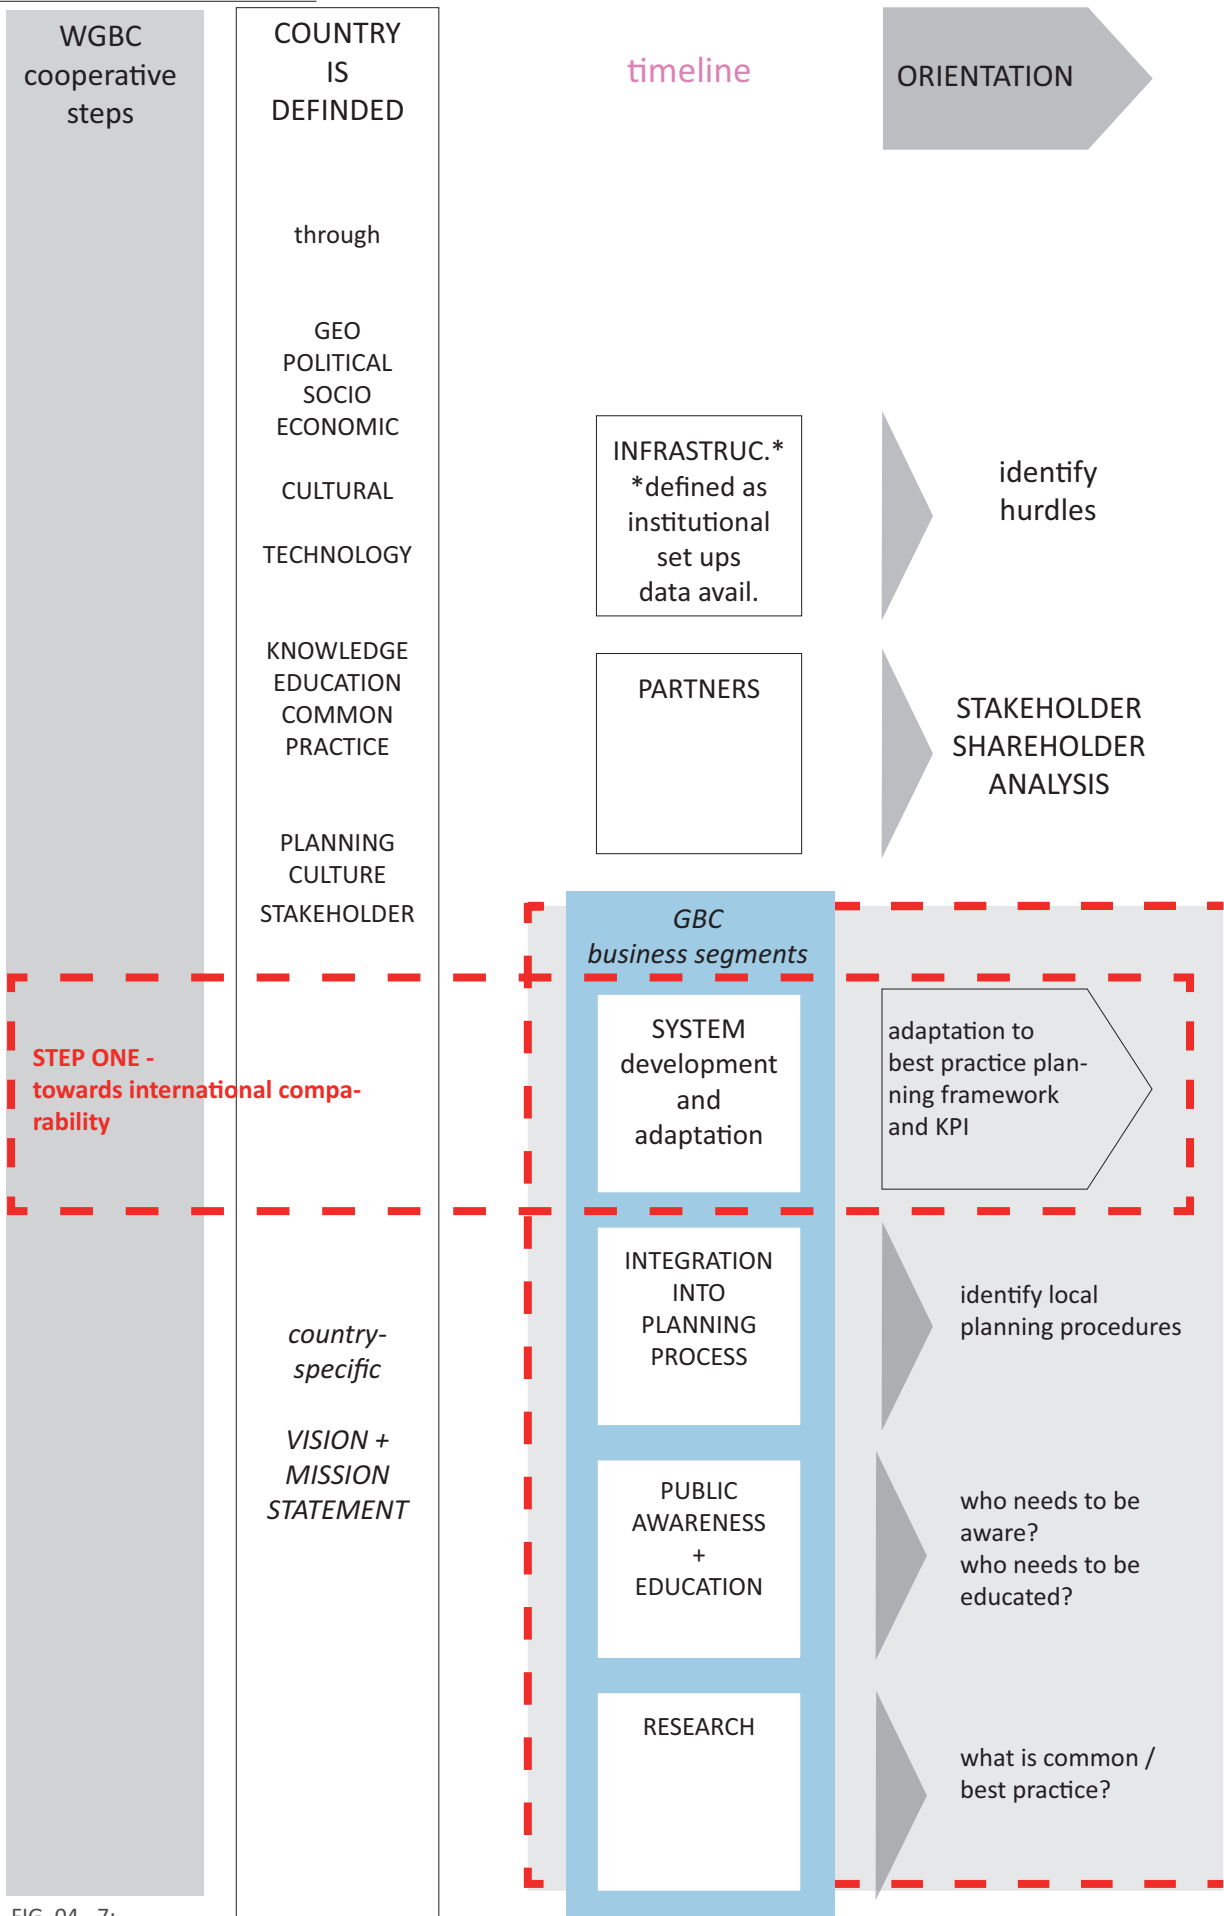 WGBC
cooperative
steps
COUNTRY
IS
DEFINDED
through
GEO
POLITICAL
SOCIO
ECONOMIC
CULTURAL
TECHNOLOGY
KNOWLEDGE
EDUCATION
COMMON
PRACTICE
PLANNING
CULTURE
STAKEHOLDER
STEP ONE -
towards international compa-
rability
country-
specific
VISION +
MISSION
STATEMENT
timeline
ORIENTATION
INFRASTRUC.*
*defined as
institutional
set ups
data avail.
identify
hurdles
PARTNERS
STAKEHOLDER
SHAREHOLDER
ANALYSIS
GBC
business segments
SYSTEM
development
and
adaptation
adaptation to
best practice plan-
ning framework
and KPI
INTEGRATION
INTO
PLANNING
PROCESS
identify local
planning procedures
PUBLIC
AWARENESS
+
EDUCATION
who needs to be
aware?
who needs to be
educated?
RESEARCH
what is common /
best practice?
FIG. 04 - 7: